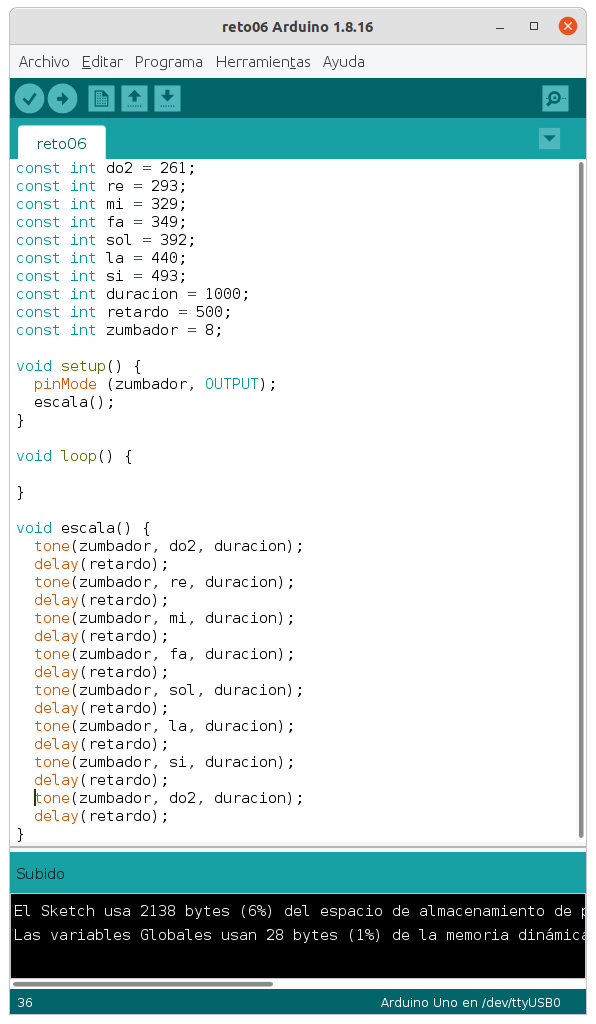 reto06 Arduino 1.8.16
Archivo Editar Programa Herramientas Ayuda
reto06
const int do2 = 261;
const int re = 293;
const int mi = 329;
const int fa = 349;
const int sol = 392;
const int la = 440;
const int si = 493;
const int duracion = 1000;
const int retardo = 500;
const int zumbador = 8;
void setup() {
  pinMode (zumbador, OUTPUT);
  escala();
}
void loop() {
}
void escala() {
  tone(zumbador, do2, duracion);
  delay(retardo);
  tone(zumbador, re, duracion);
  delay(retardo);
  tone(zumbador, mi, duracion);
  delay(retardo);
  tone(zumbador, fa, duracion);
  delay(retardo);
  tone(zumbador, sol, duracion);
  delay(retardo);
  tone(zumbador, la, duracion);
  delay(retardo);
  tone(zumbador, si, duracion);
  delay(retardo);
  tone(zumbador, do2, duracion);
  delay(retardo);
}
Subido
El Sketch usa 2138 bytes (6%) del espacio de almacenamiento de
Las variables Globales usan 28 bytes (1%) de la memoria dinámica
36 Arduino Uno en /dev/ttyUSB0